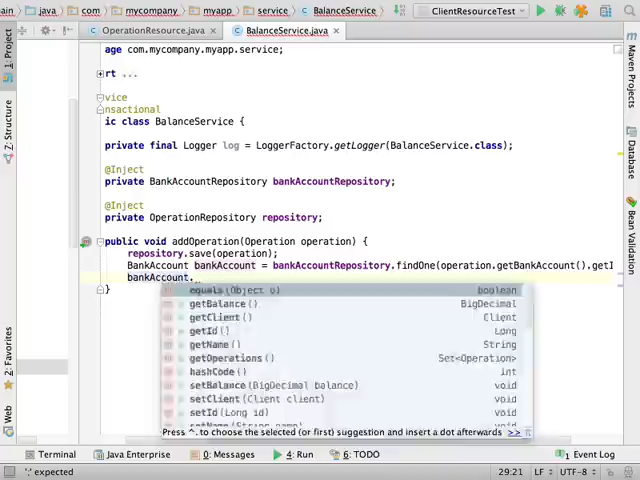 ain java com mycompany myapp service BalanceService ClientResourceTest
OperationResource.java BalanceService.java
1: Project
Z: Structure
2: Favorites
Web
age com.mycompany.myapp.service;
rt ...
vice
nsactional
ic class BalanceService {
private final Logger log = LoggerFactory.getLogger(BalanceService.class);
@Inject
private BankAccountRepository bankAccountRepository;
@Inject
private OperationRepository repository;
public void addOperation(Operation operation) {
repository.save(operation);
BankAccount bankAccount = bankAccountRepository.findOne(operation.getBankAccount().getI
bankAccount.
}
equals(Object o) boolean
getBalance() BigDecimal
getClient() Client
getId() Long
getName() String
getOperations() Set<Operation>
hashCode() int
setBalance(BigDecimal balance) void
setClient(Client client) void
setId(Long id) void
setName(String name) void
Press ^. to choose the selected (or first) suggestion and insert a dot afterwards >>
Maven Projects
Database
Bean Validation
Terminal Java Enterprise 0: Messages 4: Run 6: TODO 1 Event Log
';' expected 29:21 LF UTF-8